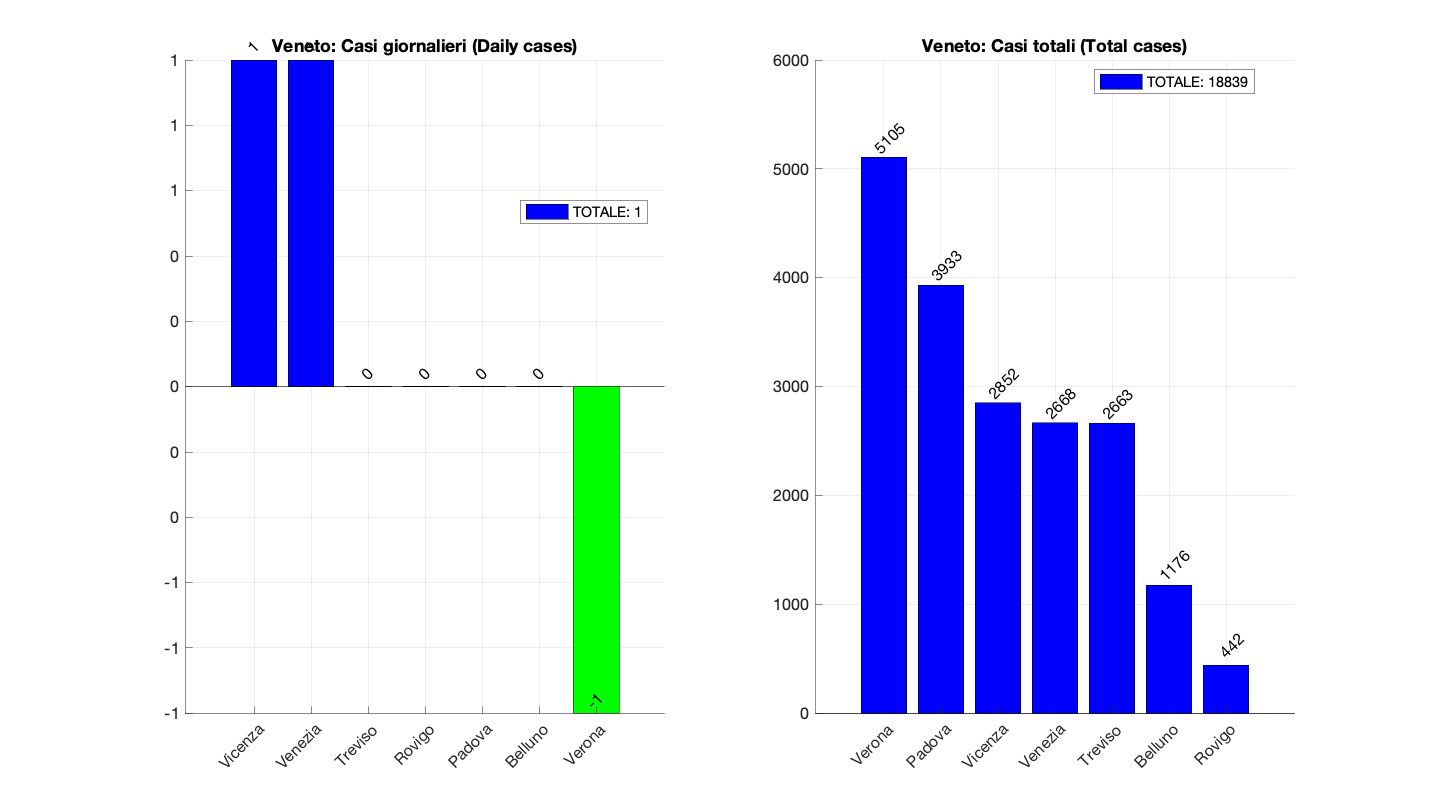 1
Veneto: Casi giornalieri (Daily cases)
1
1
1
0
0
0
0
0
-1
-1
-1
TOTALE: 1
0
0
0
0
-1
Vicenza
Venezia
Treviso
Rovigo
Padova
Belluno
Verona
Veneto: Casi totali (Total cases)
6000
5000
4000
3000
2000
1000
0
TOTALE: 18839
5105
3933
2852
2668
2663
1176
442
Verona
Padova
Vicenza
Venezia
Treviso
Belluno
Rovigo